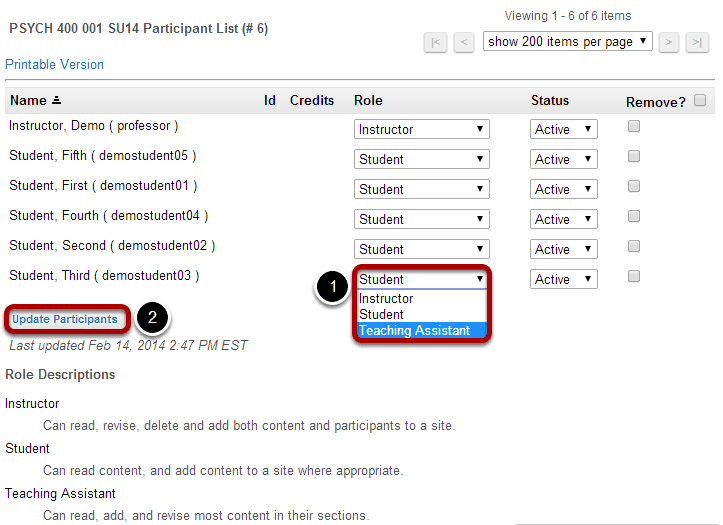 Viewing 1 - 6 of 6 items
PSYCH 400 001 SU14 Participant List (# 6)
|< < show 200 items per page > >|
Printable Version
Name Id Credits Role Status Remove?
Instructor, Demo ( professor ) Instructor Active
Student, Fifth ( demostudent05 ) Student Active
Student, First ( demostudent01 ) Student Active
Student, Fourth ( demostudent04 ) Student Active
Student, Second ( demostudent02 ) Student Active
Student, Third ( demostudent03 ) 1 Student Active
Instructor
Student
Teaching Assistant
Update Participants 2
Last updated Feb 14, 2014 2:47 PM EST
Role Descriptions
Instructor
Can read, revise, delete and add both content and participants to a site.
Student
Can read content, and add content to a site where appropriate.
Teaching Assistant
Can read, add, and revise most content in their sections.